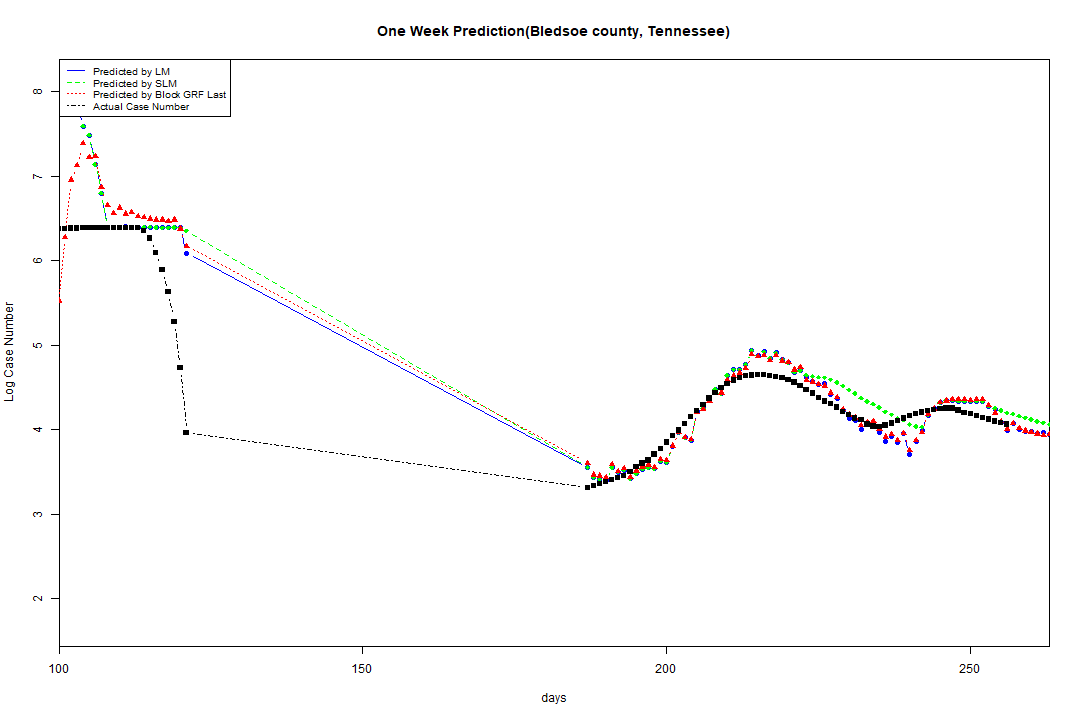 One Week Prediction(Bledsoe county, Tennessee)
Predicted by LM
Predicted by SLM
Predicted by Block GRF Last
Actual Case Number
8
7
6
5
4
3
2
Log Case Number
100
150
200
250
days